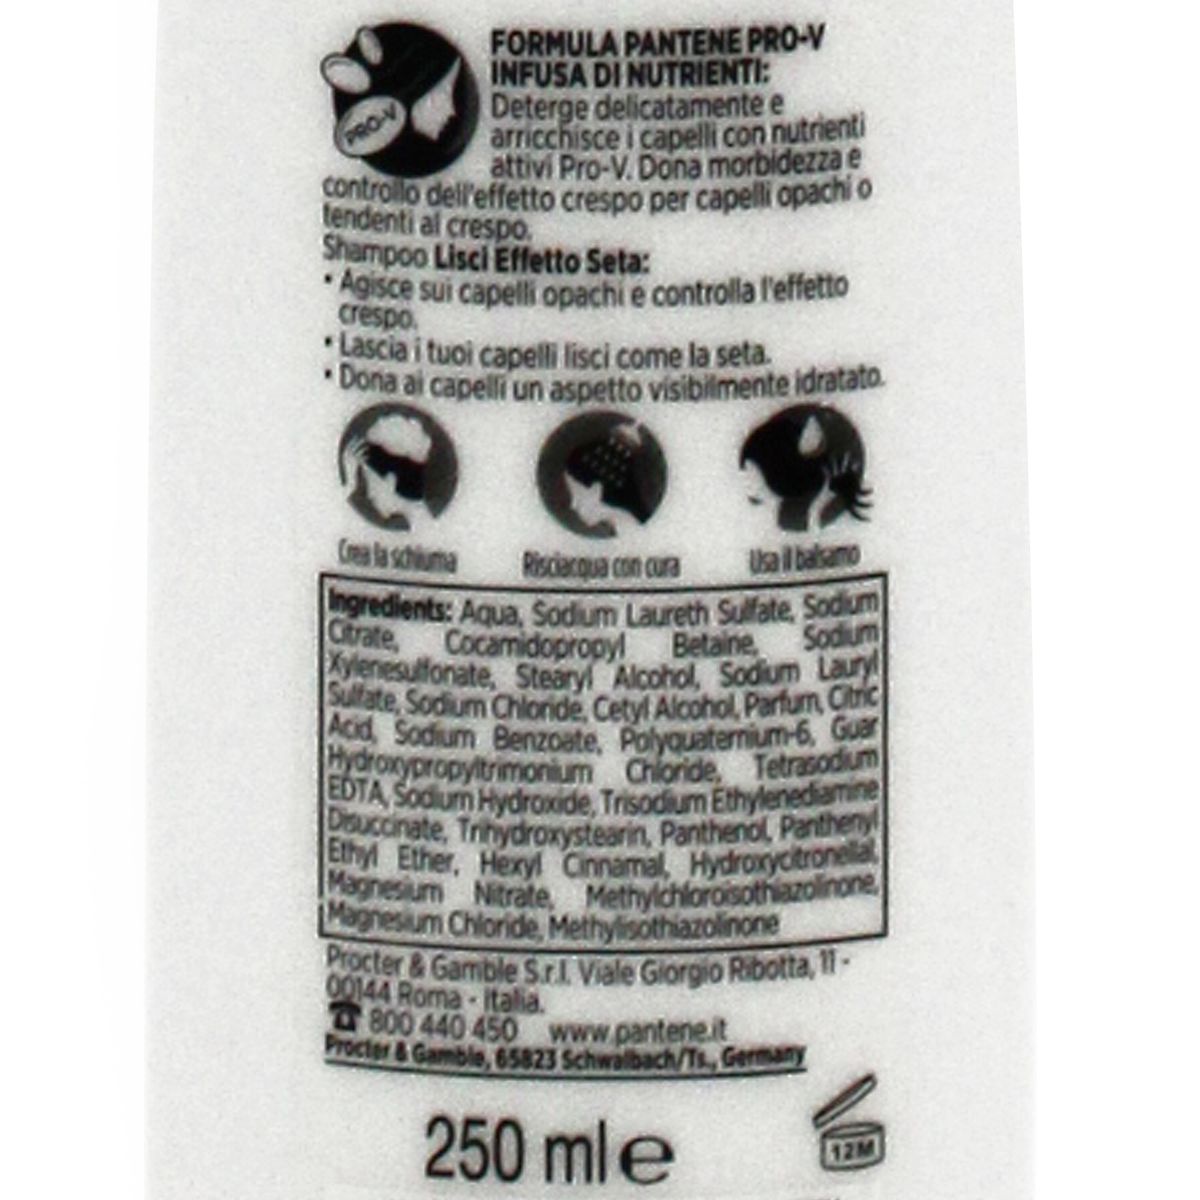 FORMULA PANTENE PRO-V
INFUSA DI NUTRIENTI:
PRO-V
Deterge delicatamente e
arricchisce i capelli con nutrienti
attivi Pro-V. Dona morbidezza e
controllo dell'effetto crespo per capelli opachi o
tendenti al crespo.
Shampoo Lisci Effetto Seta:
• Agisce sui capelli opachi e controlla l'effetto
crespo.
• Lascia i tuoi capelli lisci come la seta.
• Dona ai capelli un aspetto visibilmente idratato.
Crea la schiuma Risciacqua con cura Usa il balsamo
Ingredients: Aqua, Sodium Laureth Sulfate, Sodium
Citrate, Cocamidopropyl Betaine, Sodium
Xylenesulfonate, Stearyl Alcohol, Sodium Lauryl
Sulfate, Sodium Chloride, Cetyl Alcohol, Parfum, Citric
Acid, Sodium Benzoate, Polyquaternium-6, Guar
Hydroxypropyltrimonium Chloride, Tetrasodium
EDTA, Sodium Hydroxide, Trisodium Ethylenediamine
Disuccinate, Trihydroxystearin, Panthenol, Panthenyl
Ethyl Ether, Hexyl Cinnamal, Hydroxycitronellal,
Magnesium Nitrate, Methylchloroisothiazolinone,
Magnesium Chloride, Methylisothiazolinone
Procter & Gamble S.r.l. Viale Giorgio Ribotta, 11 -
00144 Roma - Italia.
800 440 450 www.pantene.it
Procter & Gamble, 65823 Schwalbach/Ts., Germany
250 ml e
12M